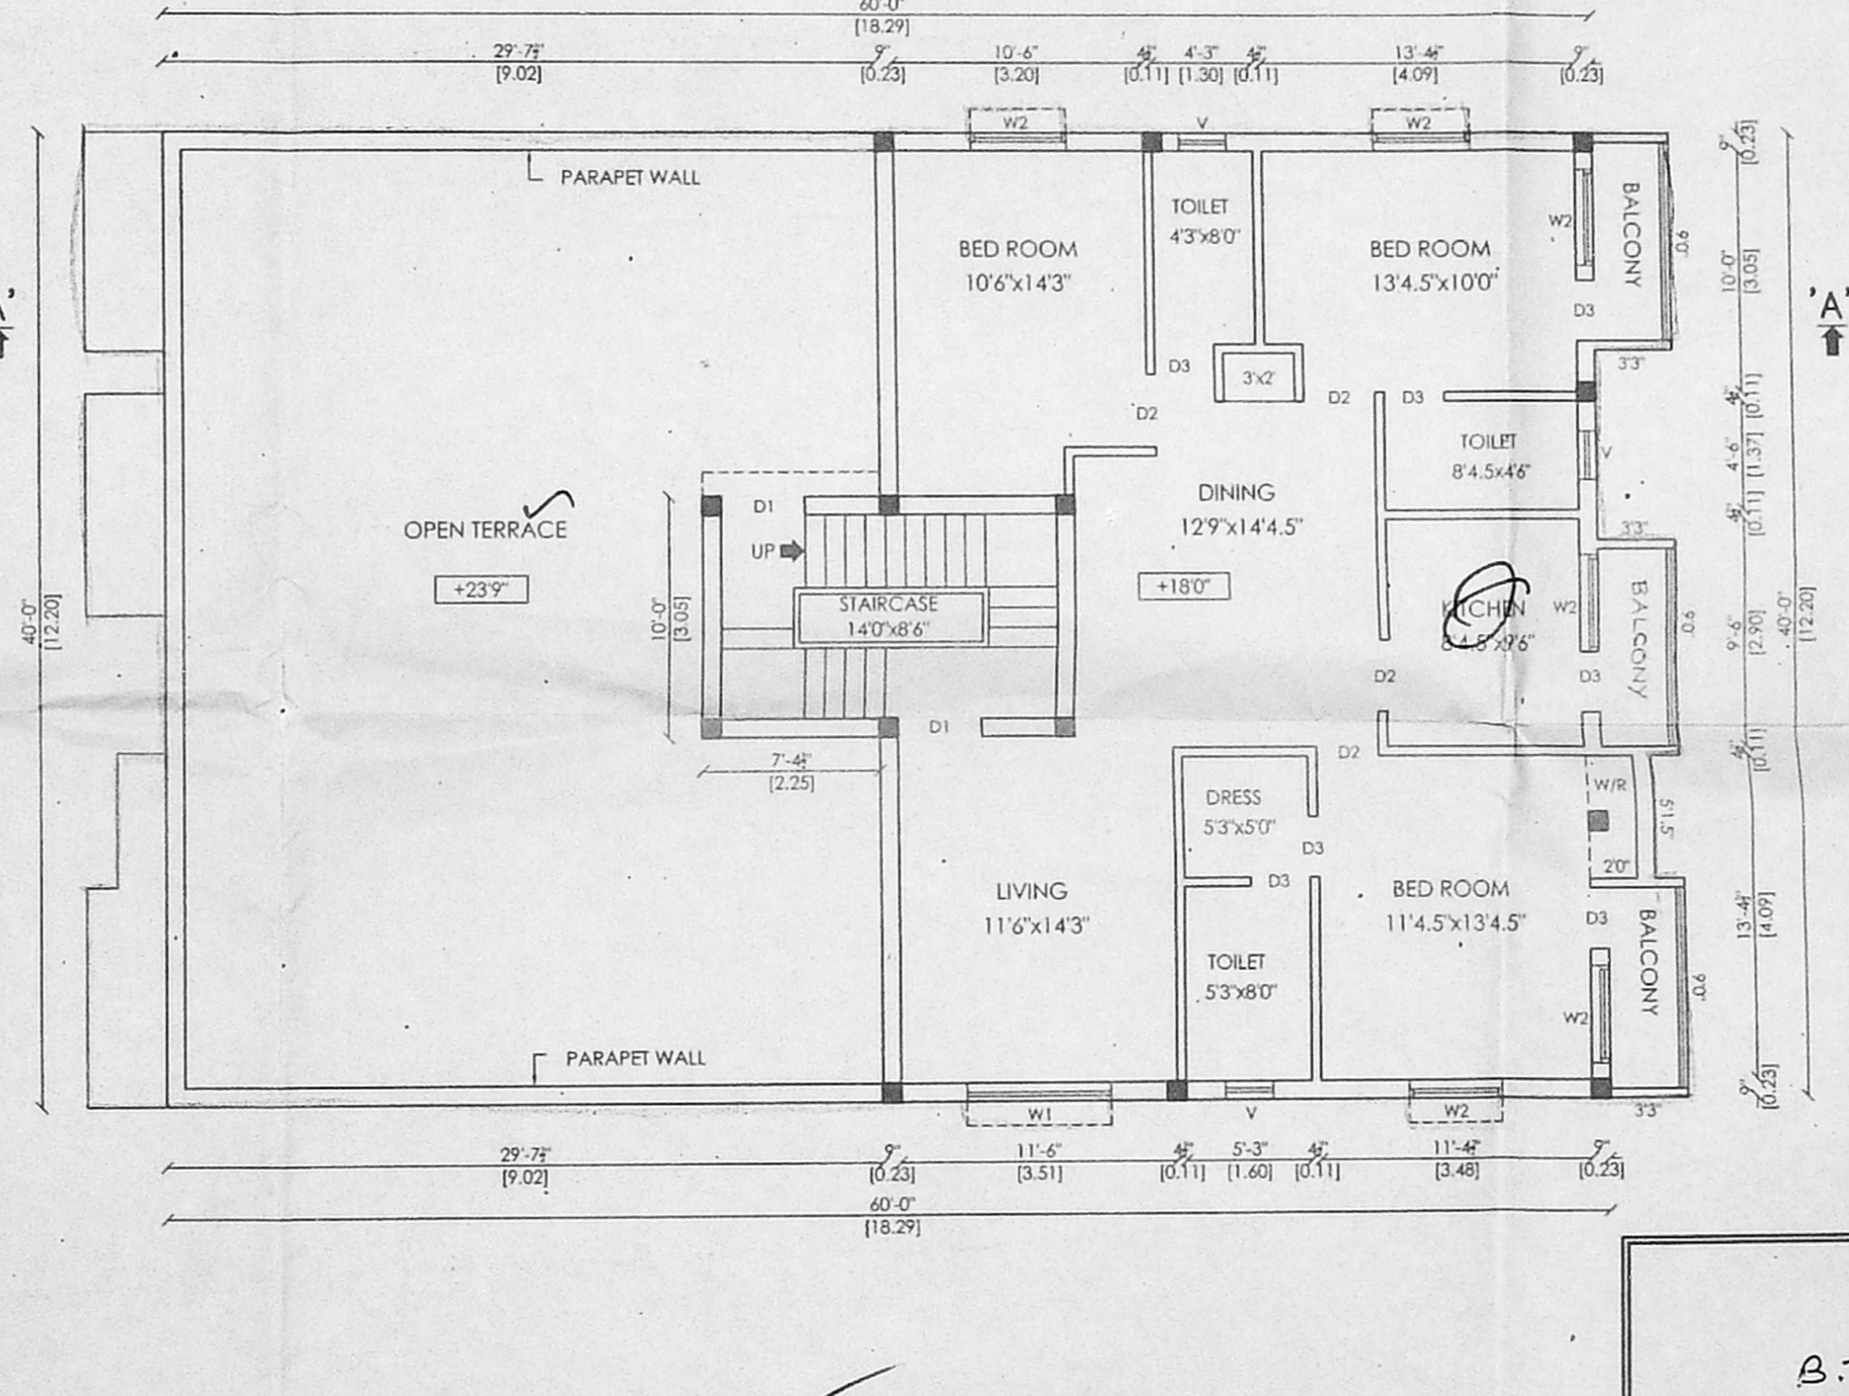 60'-0"
[18.29]
29'-7½" 9" 10'-6" 4½" 4'-3" 4½" 13'-4½" 9"
[9.02] [0.23] [3.20] [0.11] [1.30] [0.11] [4.09] [0.23]
W2 V W2
9"
[0.23]
PARAPET WALL
TOILET
4'3"x8'0"
BED ROOM
10'6"x14'3"
BED ROOM
13'4.5"x10'0"
W2
BALCONY
D3
3'3"
10'-0"
[3.05]
'A'
D3
3'x2'
D2
D2 D3
4½"
[0.11]
TOILET
8'4.5x4'6"
V
4'-6"
[1.37]
4½"
[0.11]
3'3"
OPEN TERRACE
+23'9"
D1
UP
STAIRCASE
14'0"x8'6"
10'-0"
[3.05]
D1
7'-4½"
[2.25]
DINING
12'9"x14'4.5"
+18'0"
KITCHEN
8'4.5"x9'6"
W2
BALCONY
D3
D2
9'-6"
[2.90]
40'-0"
[12.20]
40'-0"
[12.20]
D2
4½"
[0.11]
DRESS
5'3"x5'0"
D3
D3
W/R
5'1.5"
2'0"
LIVING
11'6"x14'3"
BED ROOM
11'4.5"x13'4.5"
D3
BALCONY
W2
13'-4½"
[4.09]
TOILET
5'3"x8'0"
PARAPET WALL
W1 V W2
3'3"
9"
[0.23]
29'-7½" 9" 11'-6" 4½" 5'-3" 4½" 11'-4½" 9"
[9.02] [0.23] [3.51] [0.11] [1.60] [0.11] [3.48] [0.23]
60'-0"
[18.29]